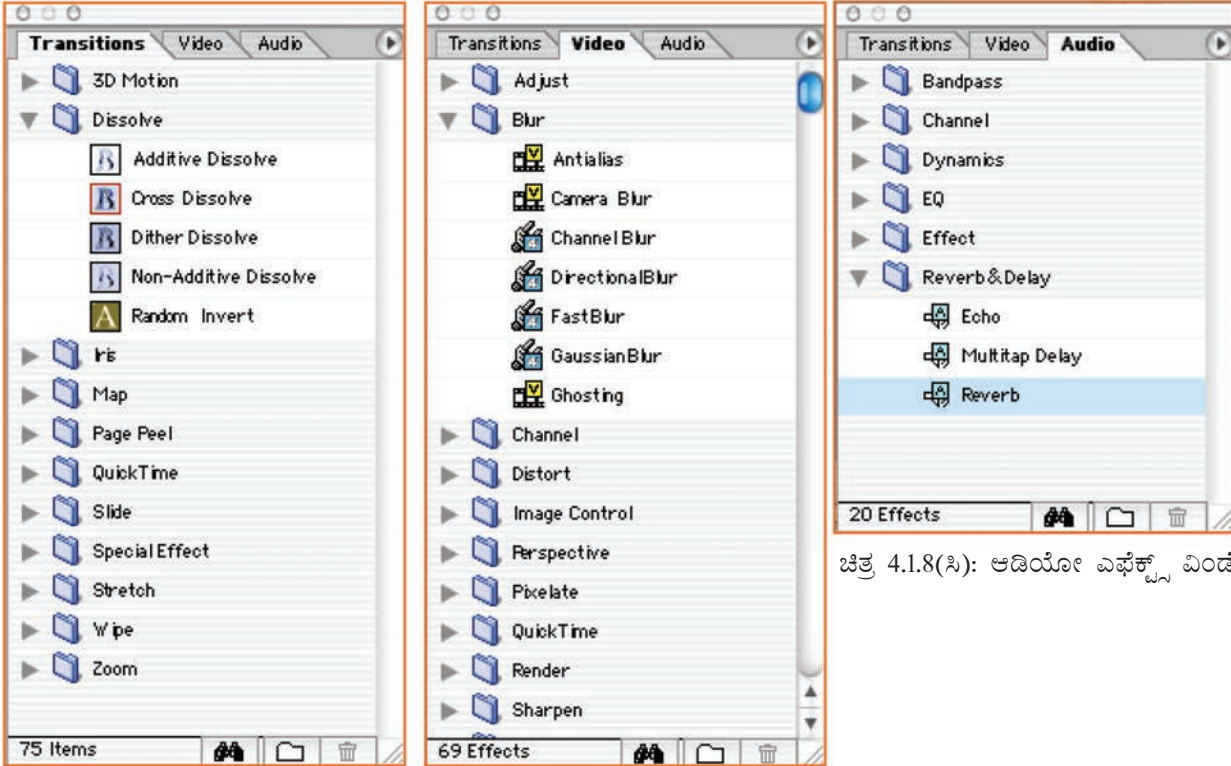 Transitions Video Audio
3D Motion
Dissolve
Additive Dissolve
Cross Dissolve
Dither Dissolve
Non-Additive Dissolve
Random Invert
Iris
Map
Page Peel
QuickTime
Slide
Special Effect
Stretch
Wipe
Zoom
75 Items
Transitions Video Audio
Adjust
Blur
Antialias
Camera Blur
Channel Blur
DirectionalBlur
FastBlur
GaussianBlur
Ghosting
Channel
Distort
Image Control
Perspective
Pixelate
QuickTime
Render
Sharpen
69 Effects
Transitions Video Audio
Bandpass
Channel
Dynamics
EQ
Effect
Reverb&Delay
Echo
Multitap Delay
Reverb
20 Effects
ಚಿತ್ರ 4.1.8(ಸಿ): ಆಡಿಯೋ ಎಫೆಕ್ಟ್ಸ್